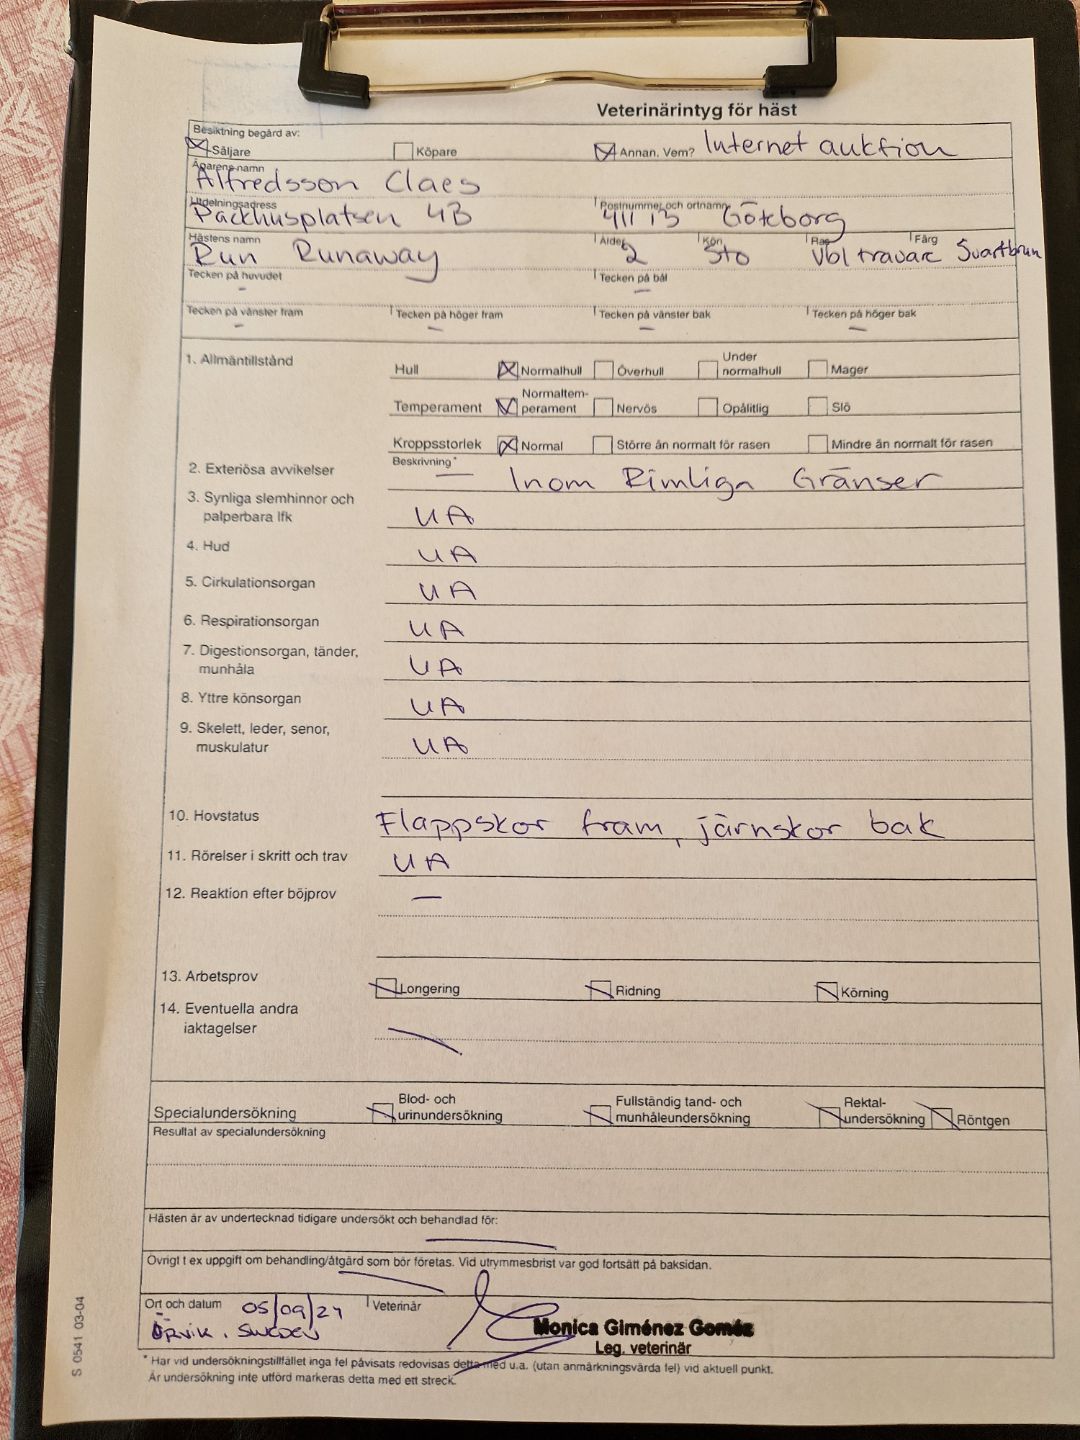 Veterinärintyg för häst
Besiktning begärd av:
Säljare Köpare Annan. Vem? Internet auktion
Ägarens namn
Alfredsson Claes
Utdelningsadress Postnummer och ortnamn
Packhusplatsen 4B 411 13 Göteborg
Hästens namn Ålder Kön Ras Färg
Run Runaway 2 Sto Vbl travare Svartbrun
Tecken på huvudet Tecken på bål
– –
Tecken på vänster fram Tecken på höger fram Tecken på vänster bak Tecken på höger bak
– – – –
1. Allmäntillstånd Hull Normalhull Överhull Under normalhull Mager
Temperament Normaltem-perament Nervös Opålitlig Slö
Kroppsstorlek Normal Större än normalt för rasen Mindre än normalt för rasen
2. Exteriösa avvikelser Beskrivning* — Inom Rimliga Gränser
3. Synliga slemhinnor och
palperbara lfk UA
4. Hud UA
5. Cirkulationsorgan UA
6. Respirationsorgan UA
7. Digestionsorgan, tänder,
munhåla UA
8. Yttre könsorgan UA
9. Skelett, leder, senor,
muskulatur UA
10. Hovstatus Flappskor fram, järnskor bak
11. Rörelser i skritt och trav UA
12. Reaktion efter böjprov —
13. Arbetsprov Longering Ridning Körning
14. Eventuella andra
iaktagelser
Blod- och Fullständig tand- och Rektal-
Specialundersökning urinundersökning munhåleundersökning undersökning Röntgen
Resultat av specialundersökning
Hästen är av undertecknad tidigare undersökt och behandlad för:
Övrigt t ex uppgift om behandling/åtgärd som bör företas. Vid utrymmesbrist var god fortsätt på baksidan.
Ort och datum 05/09/24 Veterinär
SWEDEN Monica Giménez Goméz
Leg. veterinär
* Har vid undersökningstillfället inga fel påvisats redovisas detta med u.a. (utan anmärkningsvärda fel) vid aktuell punkt.
Är undersökning inte utförd markeras detta med ett streck.
S 0541 03-04